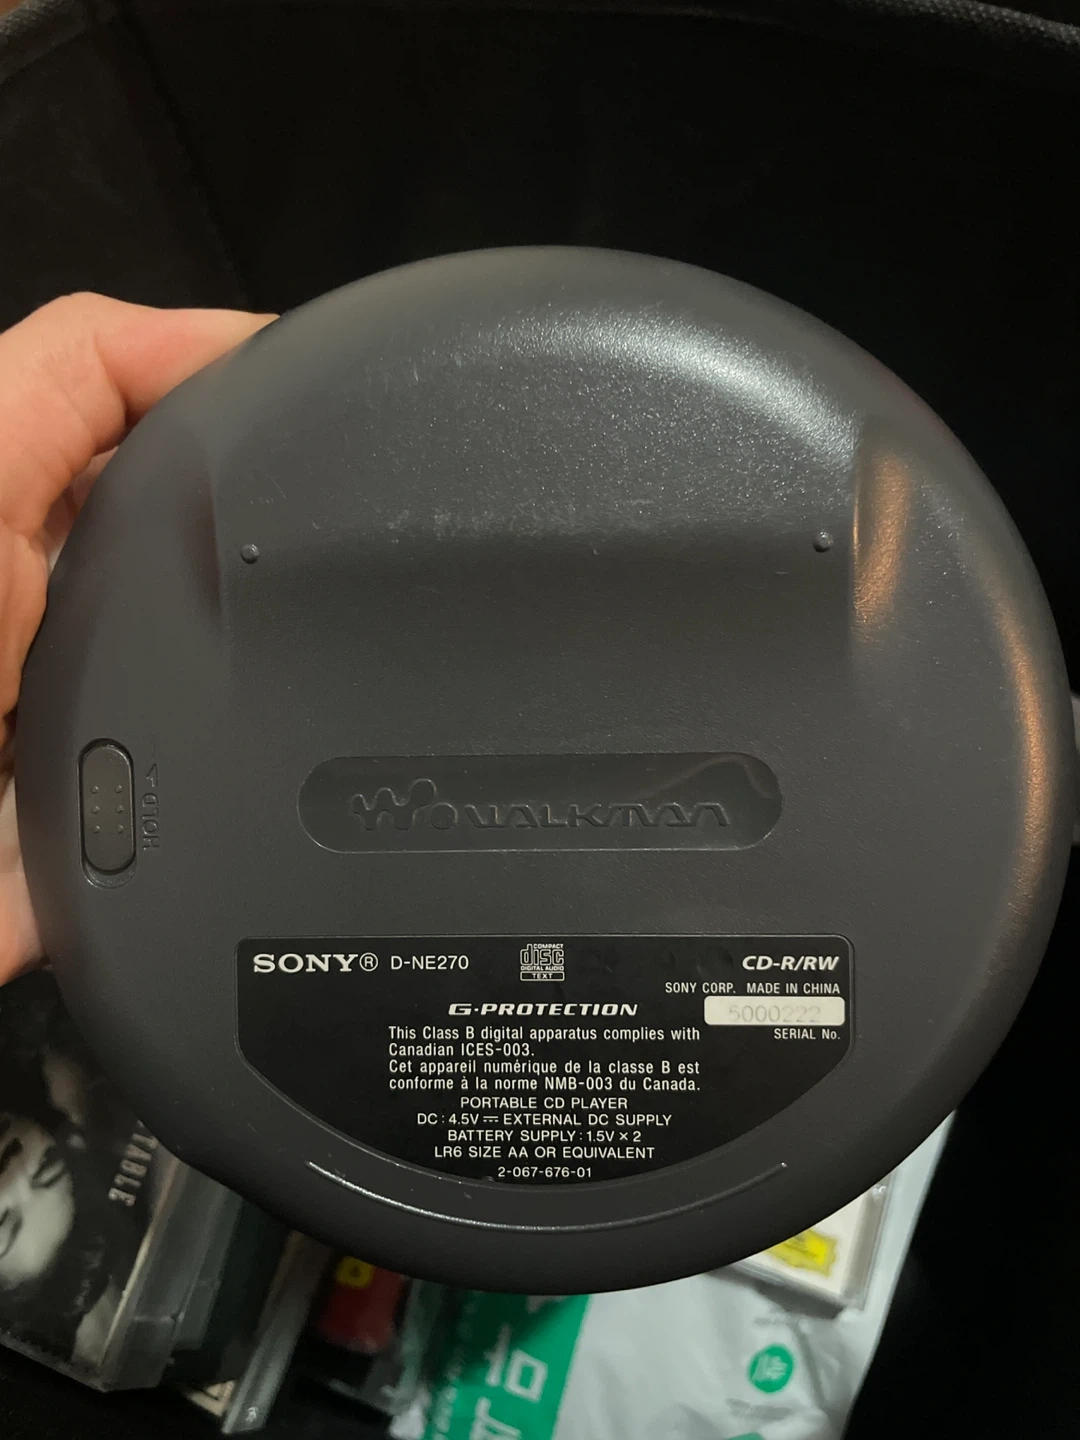 HOLD
WALKMAN
SONY® D-NE270
COMPACT
disc
DIGITAL AUDIO
TEXT
CD-R/RW
SONY CORP. MADE IN CHINA
5000222
SERIAL No.
G·PROTECTION
This Class B digital apparatus complies with
Canadian ICES-003.
Cet appareil numérique de la classe B est
conforme à la norme NMB-003 du Canada.
PORTABLE CD PLAYER
DC : 4.5V ⎓ EXTERNAL DC SUPPLY
BATTERY SUPPLY : 1.5V × 2
LR6 SIZE AA OR EQUIVALENT
2-067-676-01
TABLE